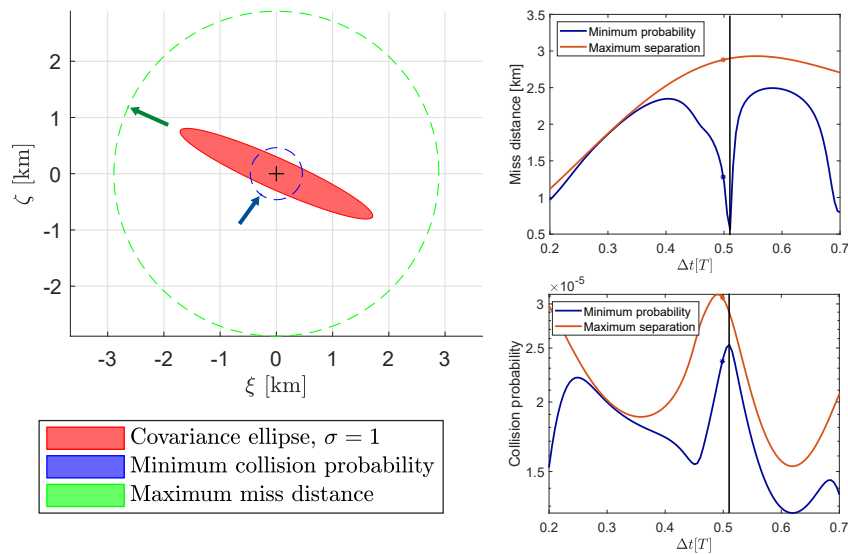 3
2
1
0
-1
-2
ζ [km]
-3 -2 -1 0 1 2 3
ξ [km]
Covariance ellipse, σ = 1
Minimum collision probability
Maximum miss distance
3.5
3
2.5
2
1.5
1
0.5
Miss distance [km]
Minimum probability
Maximum separation
0.2 0.3 0.4 0.5 0.6 0.7
Δt[T]
×10⁻⁵
3.0
2.5
2.0
1.5
Collision probability
Minimum probability
Maximum separation
0.2 0.3 0.4 0.5 0.6 0.7
Δt[T]